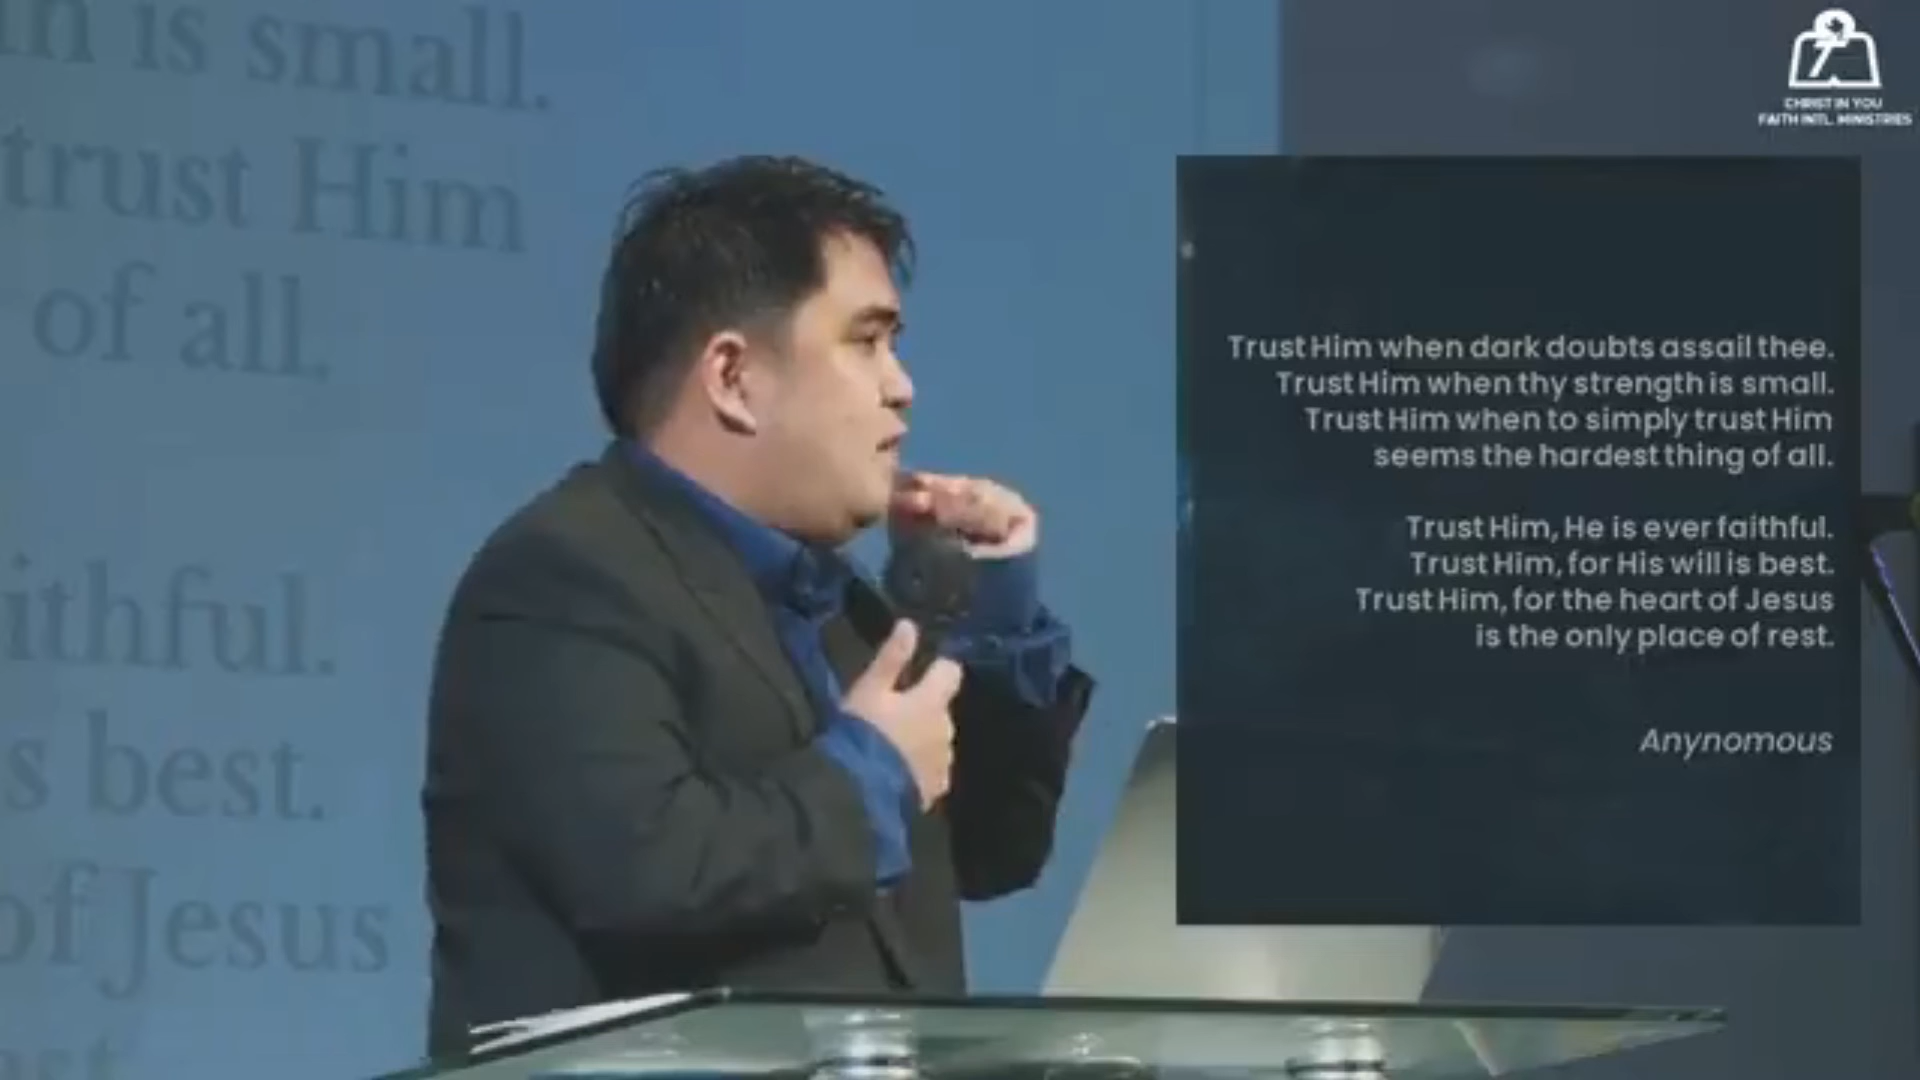 is small.
trust Him
of all.
ithful.
s best.
of Jesus
CHRIST IN YOU
FAITH INTL. MINISTRIES
Trust Him when dark doubts assail thee.
Trust Him when thy strength is small.
Trust Him when to simply trust Him
seems the hardest thing of all.
Trust Him, He is ever faithful.
Trust Him, for His will is best.
Trust Him, for the heart of Jesus
is the only place of rest.
Anynomous